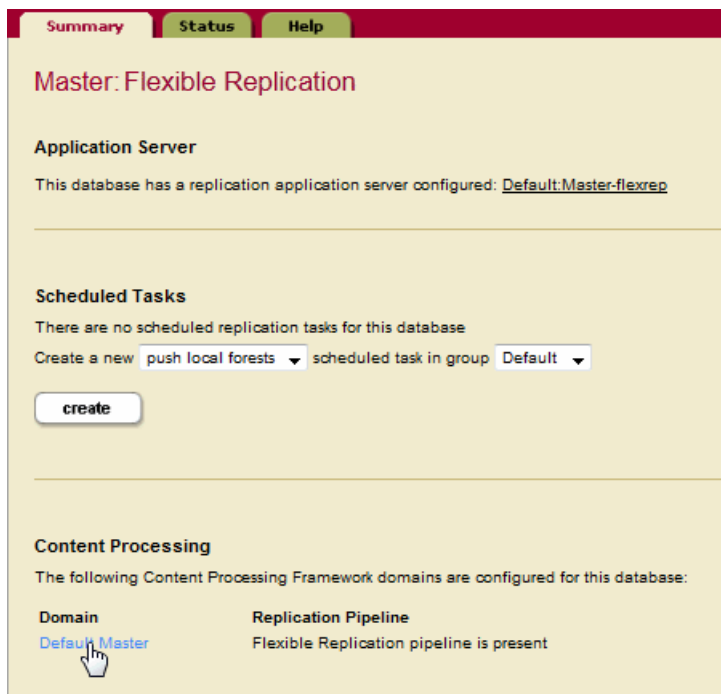 Summary Status Help
Master: Flexible Replication
Application Server
This database has a replication application server configured: Default:Master-flexrep
Scheduled Tasks
There are no scheduled replication tasks for this database
Create a new push local forests scheduled task in group Default
create
Content Processing
The following Content Processing Framework domains are configured for this database:
Domain Replication Pipeline
Default Master Flexible Replication pipeline is present